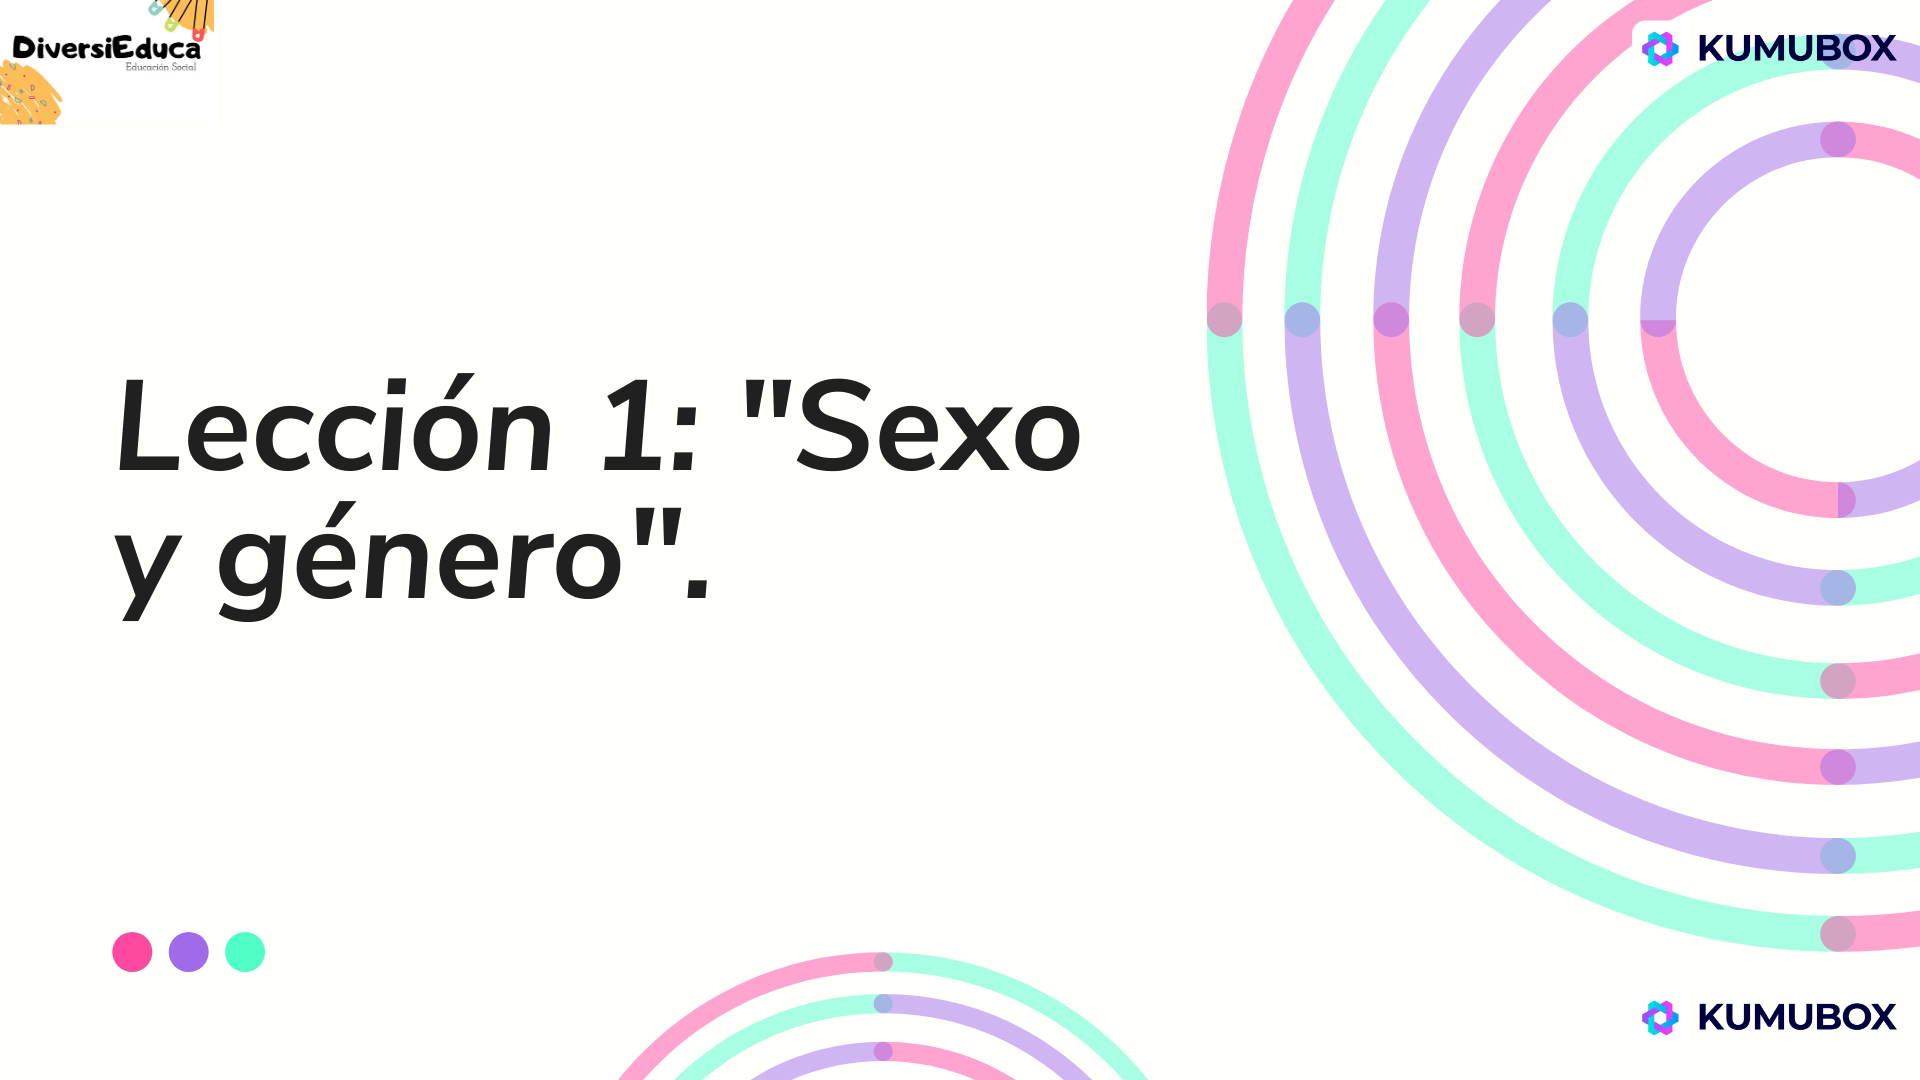 DiversiEduca
Educación Social
KUMUBOX
Lección 1: "Sexo
y género".
KUMUBOX